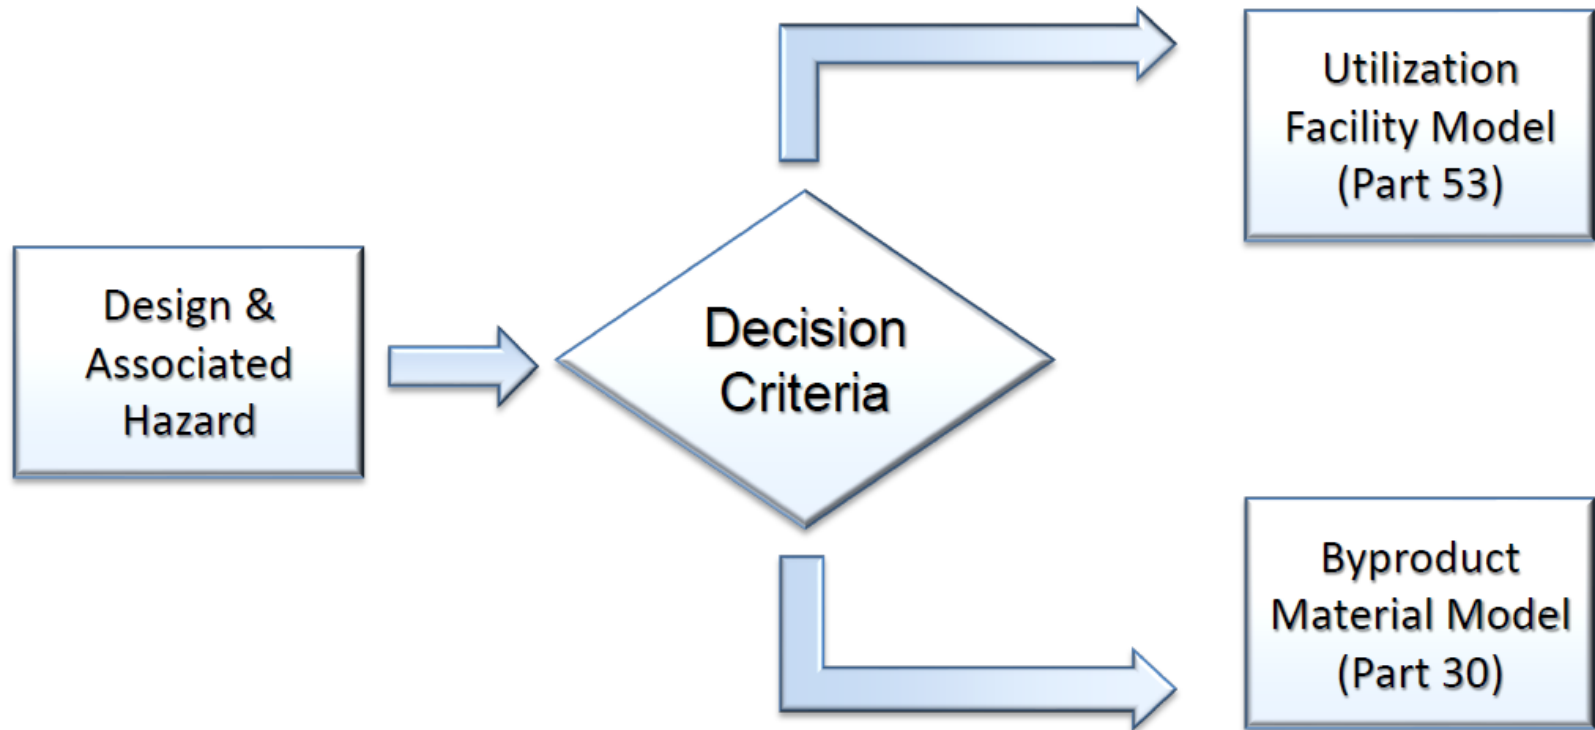 Design &
Associated
Hazard
Decision
Criteria
Utilization
Facility Model
(Part 53)
Byproduct
Material Model
(Part 30)